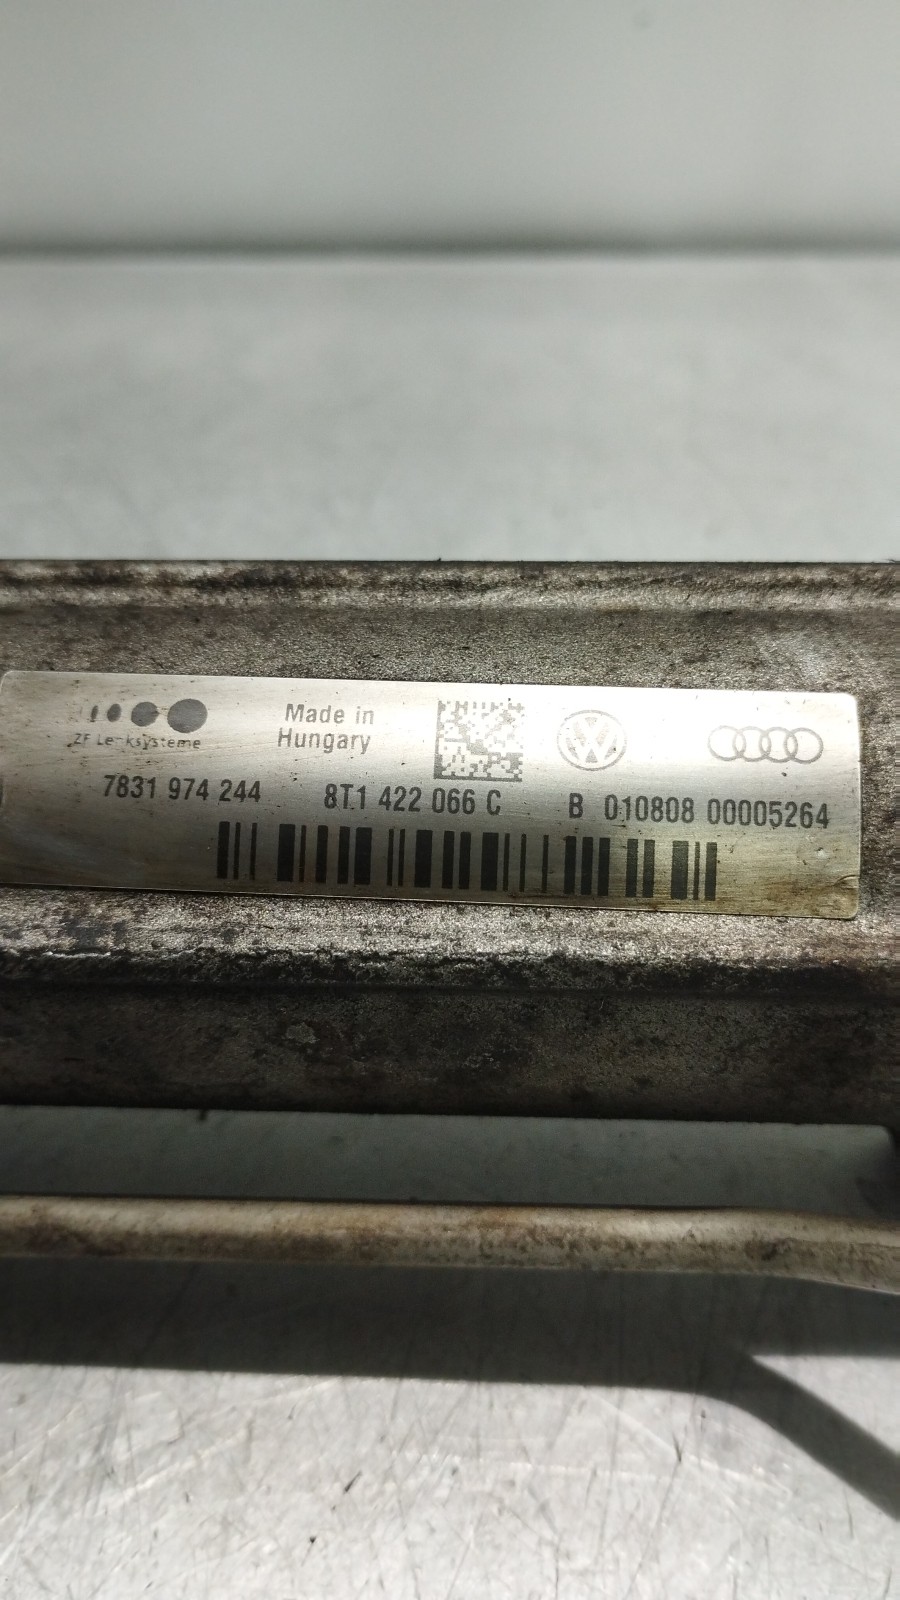 ZF Lenksysteme
Made in
Hungary
7831 974 244 8T1 422 066 C B 010808 00005264